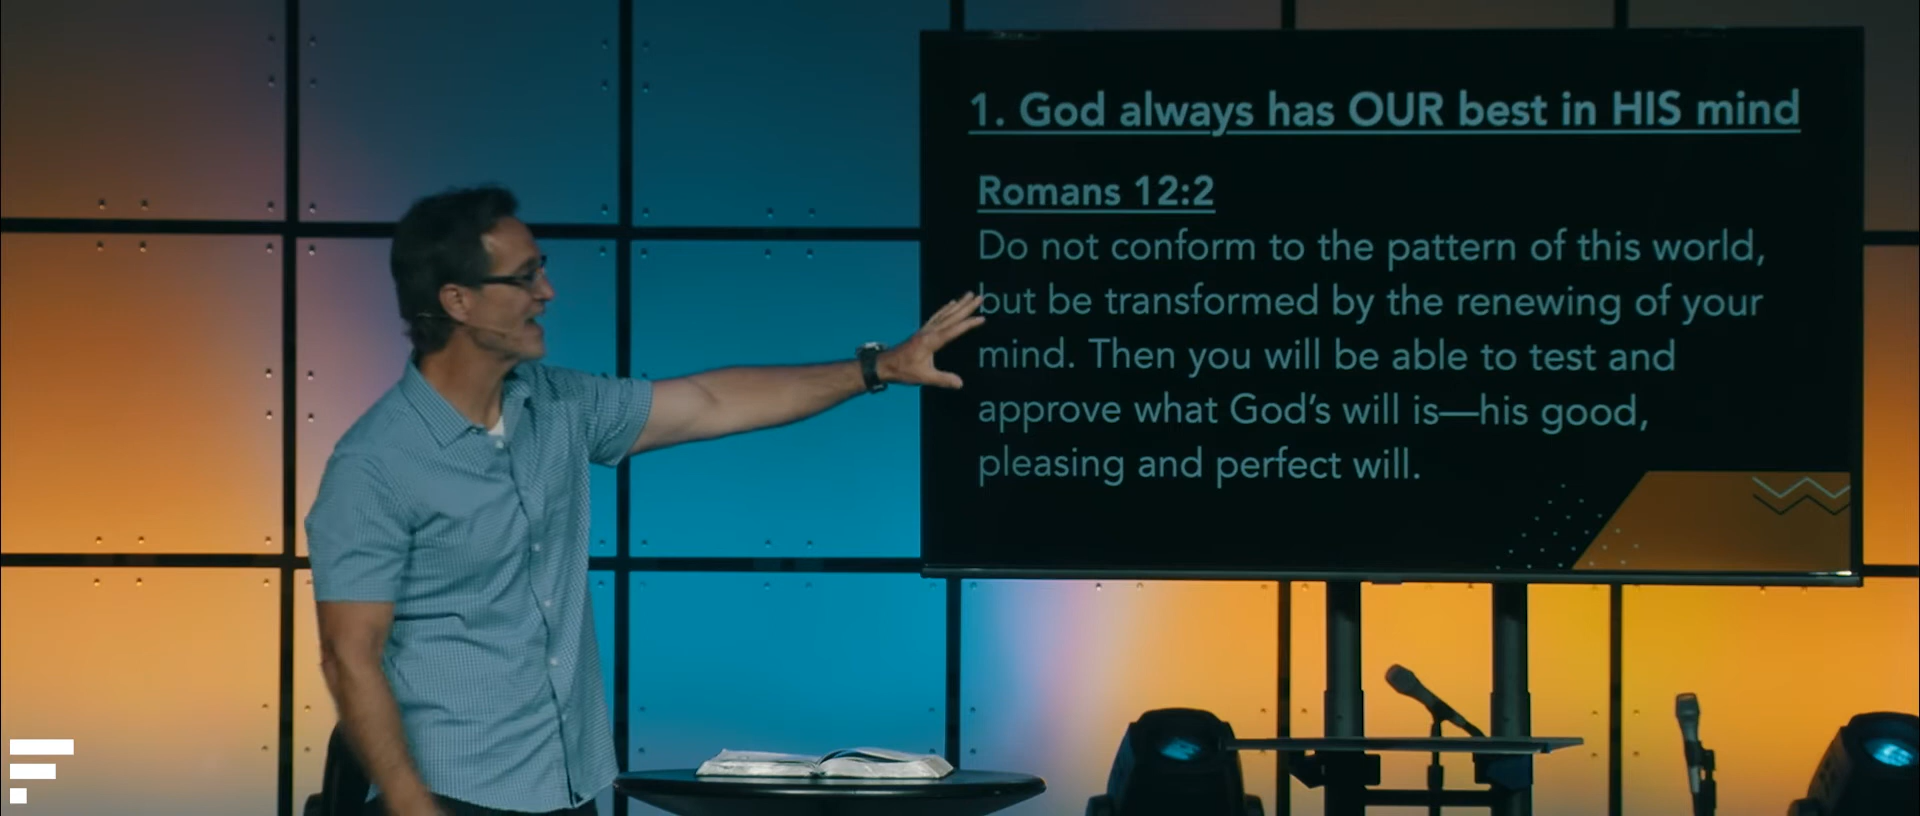 1. God always has OUR best in HIS mind
Romans 12:2
Do not conform to the pattern of this world,
but be transformed by the renewing of your
mind. Then you will be able to test and
approve what God's will is—his good,
pleasing and perfect will.